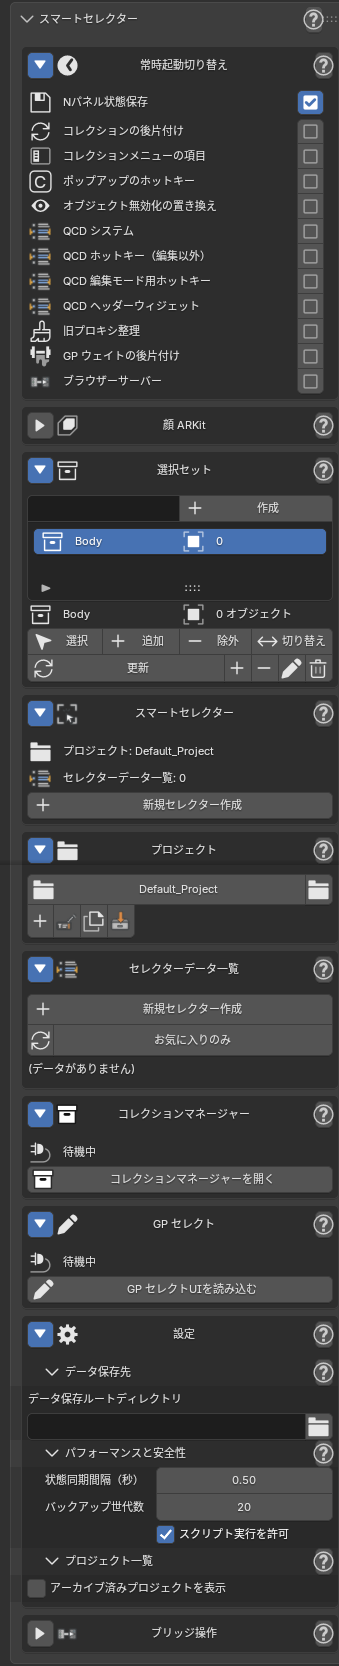 スマートセレクター
常時起動切り替え
Nパネル状態保存
コレクションの後片付け
コレクションメニューの項目
ポップアップのホットキー
オブジェクト無効化の置き換え
QCD システム
QCD ホットキー（編集以外）
QCD 編集モード用ホットキー
QCD ヘッダーウィジェット
旧プロキシ整理
GP ウェイトの後片付け
ブラウザーサーバー
顔 ARKit
選択セット
作成
Body 0
Body 0 オブジェクト
選択 追加 除外 切り替え
更新
スマートセレクター
プロジェクト: Default_Project
セレクターデータ一覧: 0
新規セレクター作成
プロジェクト
Default_Project
セレクターデータ一覧
新規セレクター作成
お気に入りのみ
(データがありません)
コレクションマネージャー
待機中
コレクションマネージャーを開く
GP セレクト
待機中
GP セレクトUIを読み込む
設定
データ保存先
データ保存ルートディレクトリ
パフォーマンスと安全性
状態同期間隔（秒） 0.50
バックアップ世代数 20
スクリプト実行を許可
プロジェクト一覧
アーカイブ済みプロジェクトを表示
ブリッジ操作